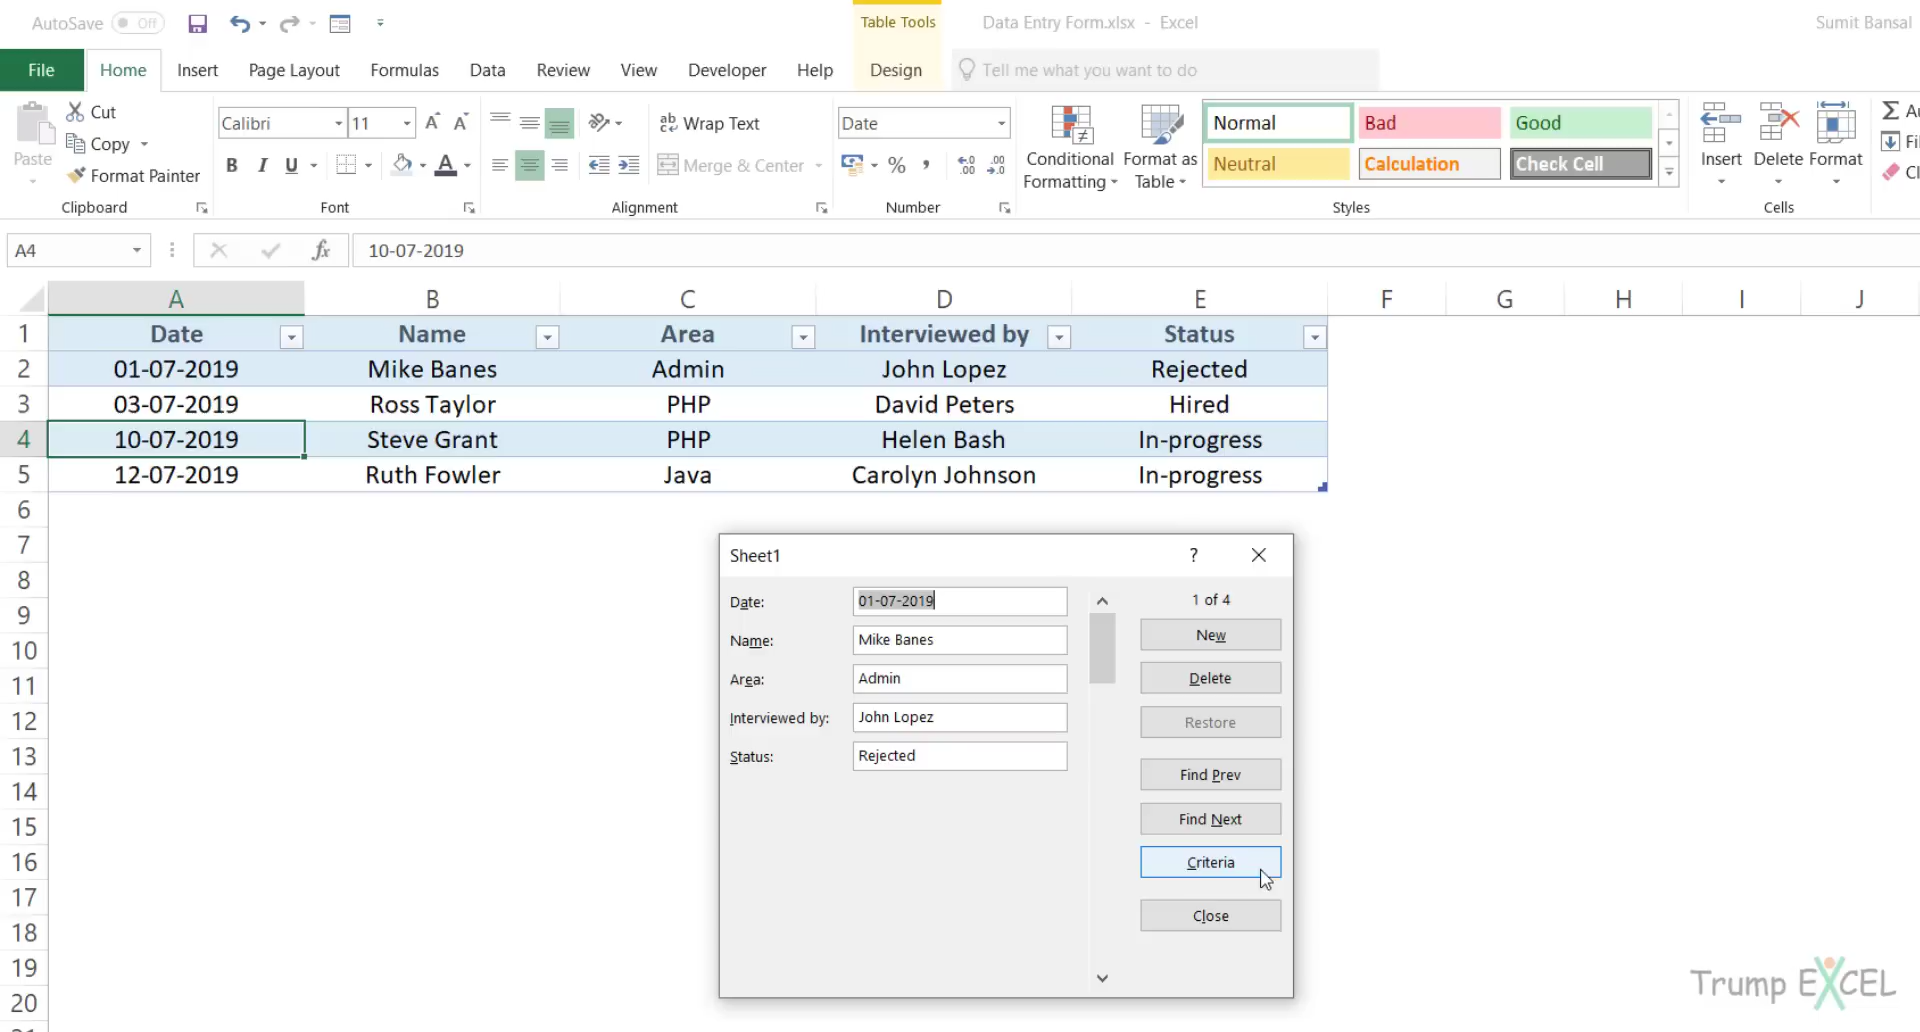 AutoSave Off
Table Tools
Data Entry Form.xlsx - Excel
Sumit Bansal
File Home Insert Page Layout Formulas Data Review View Developer Help Design Tell me what you want to do
Paste
Cut
Copy
Format Painter
Clipboard
Calibri 11
B I U A
Font
Wrap Text
Merge & Center
Alignment
Date
%
Number
Conditional Formatting
Format as Table
Normal Bad Good
Neutral Calculation Check Cell
Styles
Insert Delete Format
Cells
A4 fx 10-07-2019
A B C D E F G H I J
1 Date Name Area Interviewed by Status
2 01-07-2019 Mike Banes Admin John Lopez Rejected
3 03-07-2019 Ross Taylor PHP David Peters Hired
4 10-07-2019 Steve Grant PHP Helen Bash In-progress
5 12-07-2019 Ruth Fowler Java Carolyn Johnson In-progress
6
7
8
9
10
11
12
13
14
15
16
17
18
19
20
Sheet1 ?
Date: 01-07-2019
Name: Mike Banes
Area: Admin
Interviewed by: John Lopez
Status: Rejected
1 of 4
New
Delete
Restore
Find Prev
Find Next
Criteria
Close
Trump EXCEL